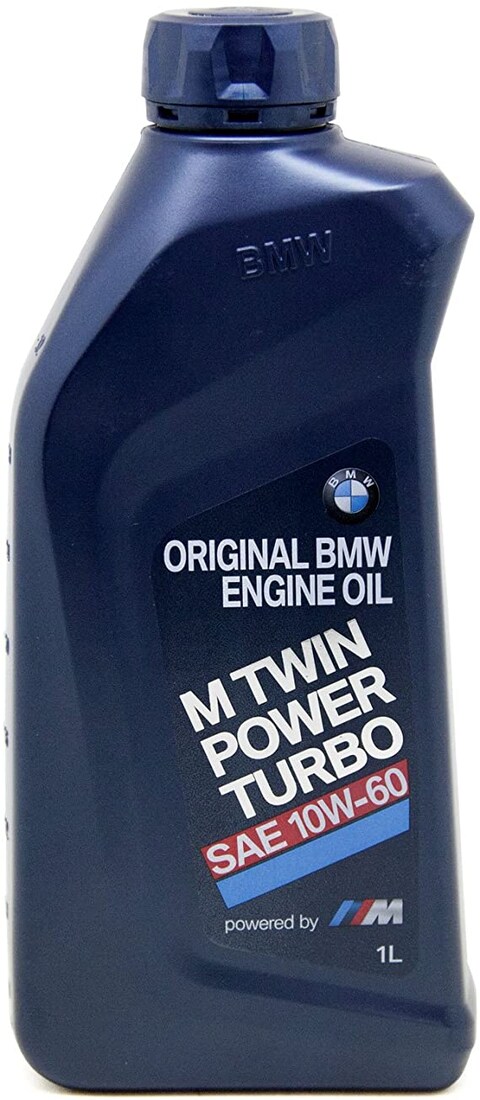 BMW
BMW
ORIGINAL BMW
ENGINE OIL
M TWIN
POWER
TURBO
SAE 10W-60
powered by M
1L